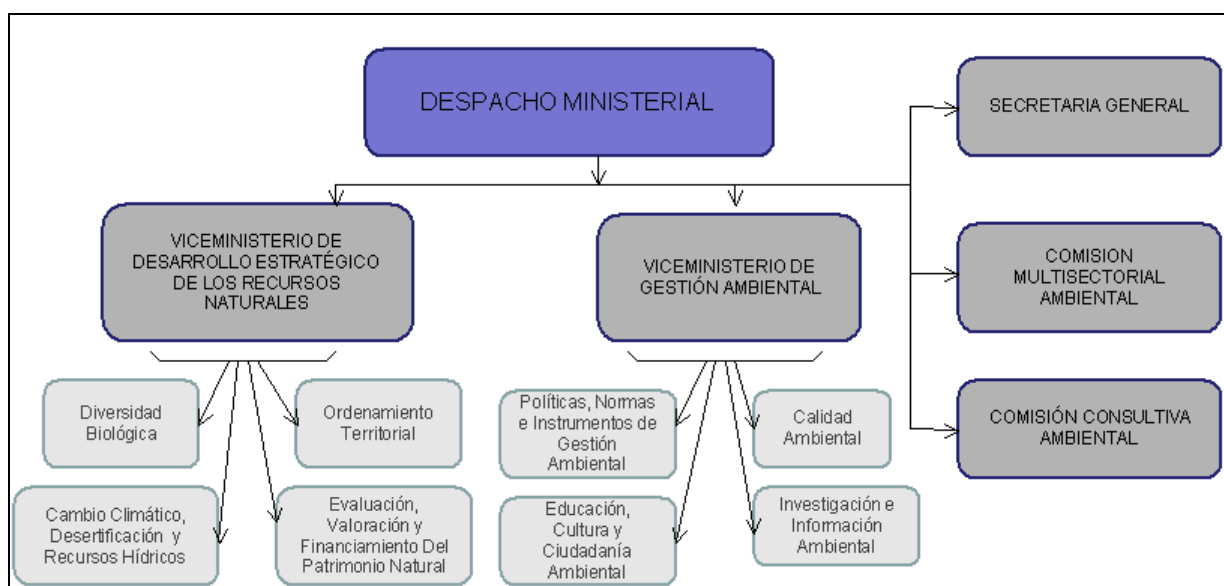 DESPACHO MINISTERIAL
SECRETARIA GENERAL
VICEMINISTERIO DE
DESARROLLO ESTRATÉGICO
DE LOS RECURSOS
NATURALES
VICEMINISTERIO DE
GESTIÓN AMBIENTAL
COMISION
MULTISECTORIAL
AMBIENTAL
Diversidad
Biológica
Ordenamiento
Territorial
Políticas, Normas
e Instrumentos de
Gestión
Ambiental
Calidad
Ambiental
COMISIÓN CONSULTIVA
AMBIENTAL
Cambio Climático,
Desertificación y
Recursos Hídricos
Evaluación,
Valoración y
Financiamiento Del
Patrimonio Natural
Educación,
Cultura y
Ciudadanía
Ambiental
Investigación e
Información
Ambiental